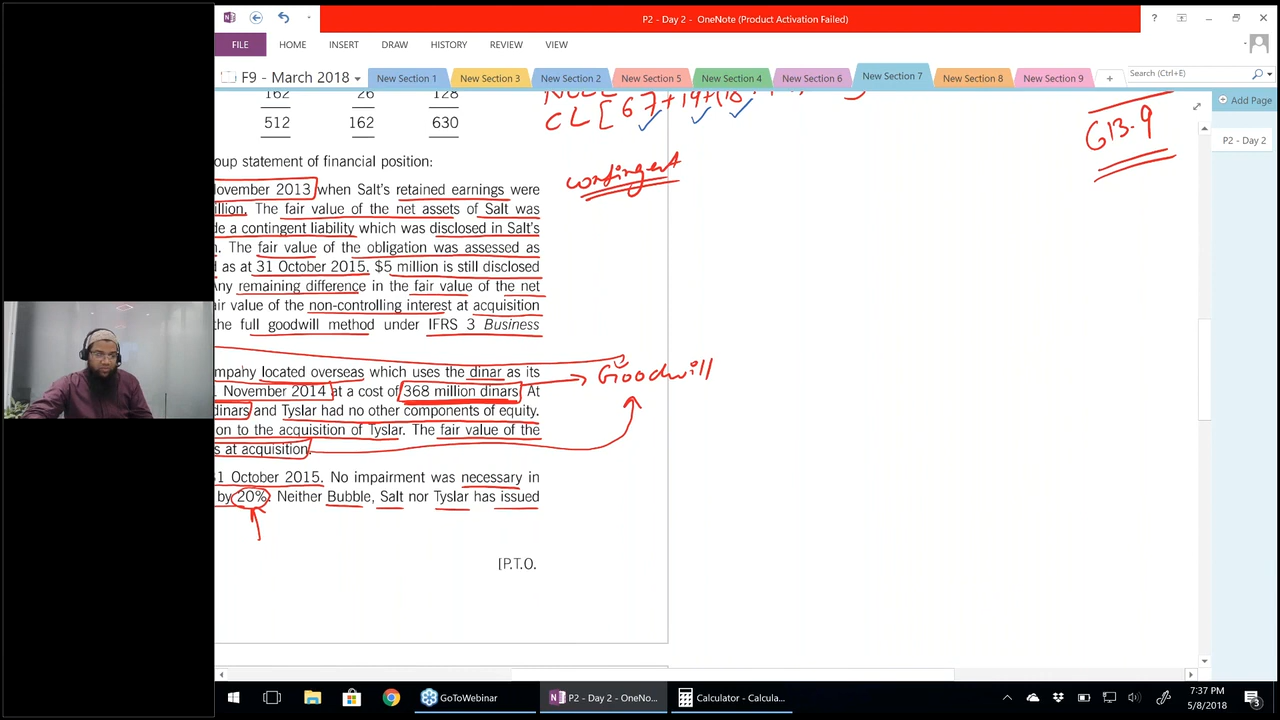 P2 - Day 2 - OneNote (Product Activation Failed)
FILE HOME INSERT DRAW HISTORY REVIEW VIEW
F9 - March 2018 New Section 1 New Section 3 New Section 2 New Section 5 New Section 4 New Section 6 New Section 7 New Section 8 New Section 9 Search (Ctrl+E)
Add Page
P2 - Day 2
162 26 128
512 162 630
CL [67+14+(18
613.9
oup statement of financial position:
contingent
ovember 2013 when Salt's retained earnings were
illion. The fair value of the net assets of Salt was
de a contingent liability which was disclosed in Salt's
n. The fair value of the obligation was assessed as
d as at 31 October 2015. $5 million is still disclosed
Any remaining difference in the fair value of the net
air value of the non-controlling interest at acquisition
the full goodwill method under IFRS 3 Business
ompany located overseas which uses the dinar as its
Goodwill
1 November 2014 at a cost of 368 million dinars. At
dinars and Tyslar had no other components of equity.
on to the acquisition of Tyslar. The fair value of the
s at acquisition.
31 October 2015. No impairment was necessary in
by 20%. Neither Bubble, Salt nor Tyslar has issued
[P.T.O.
GoToWebinar P2 - Day 2 - OneNo... Calculator - Calcula...
7:37 PM
5/8/2018
3